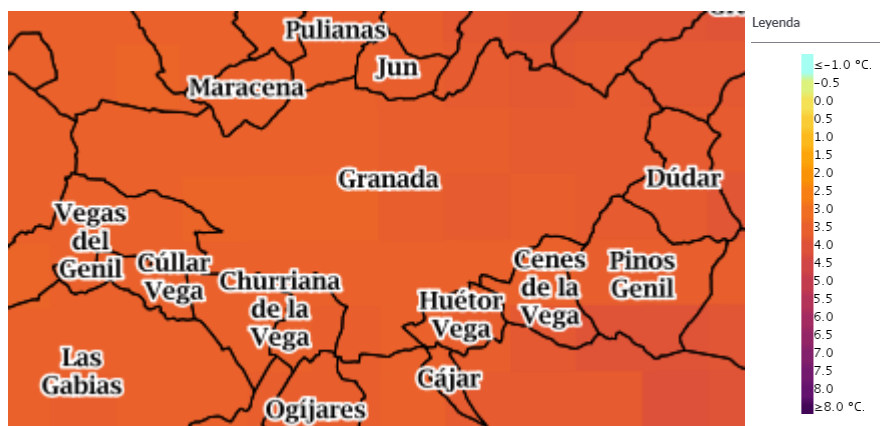 Pulianas
Jun
Maracena
Granada
Dúdar
Vegas
del
Genil
Cúllar
Vega
Churriana
de la
Vega
Cenes
de la
Vega
Pinos
Genil
Huétor
Vega
Las
Gabias
Cájar
Ogíjares
Leyenda
≤−1.0 °C.
−0.5
0.0
0.5
1.0
1.5
2.0
2.5
3.0
3.5
4.0
4.5
5.0
5.5
6.0
6.5
7.0
7.5
8.0
≥8.0 °C.